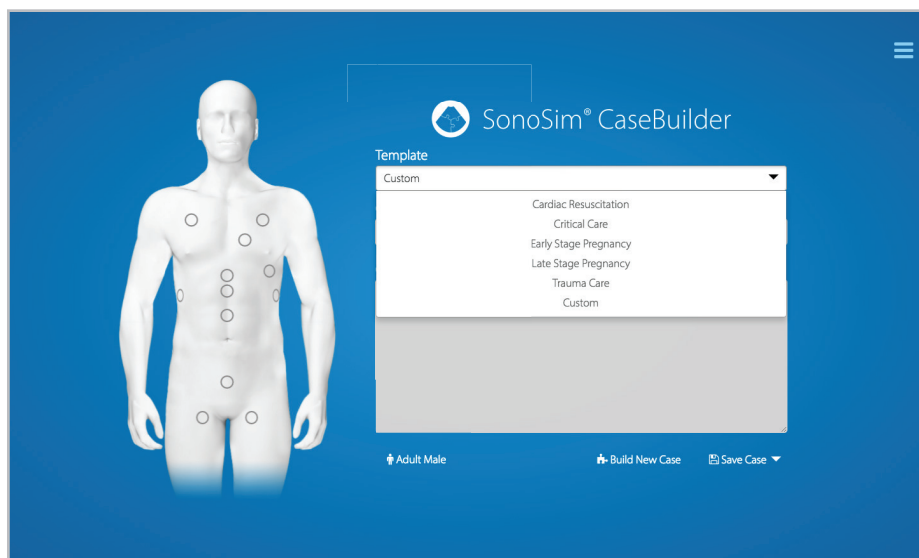 SonoSim® CaseBuilder
Template
Custom
Cardiac Resuscitation
Critical Care
Early Stage Pregnancy
Late Stage Pregnancy
Trauma Care
Custom
Adult Male
Build New Case
Save Case